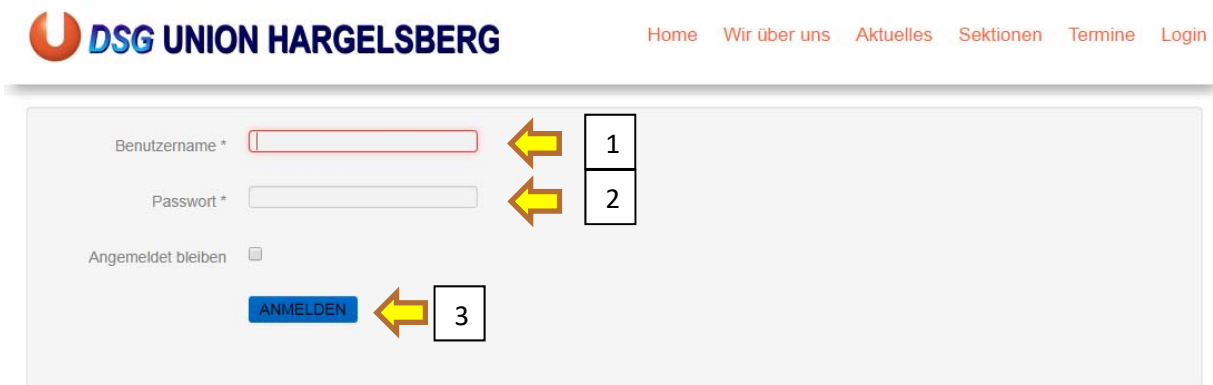 DSG UNION HARGELSBERG
Home Wir über uns Aktuelles Sektionen Termine Login
Benutzername * 1
Passwort * 2
Angemeldet bleiben
ANMELDEN 3